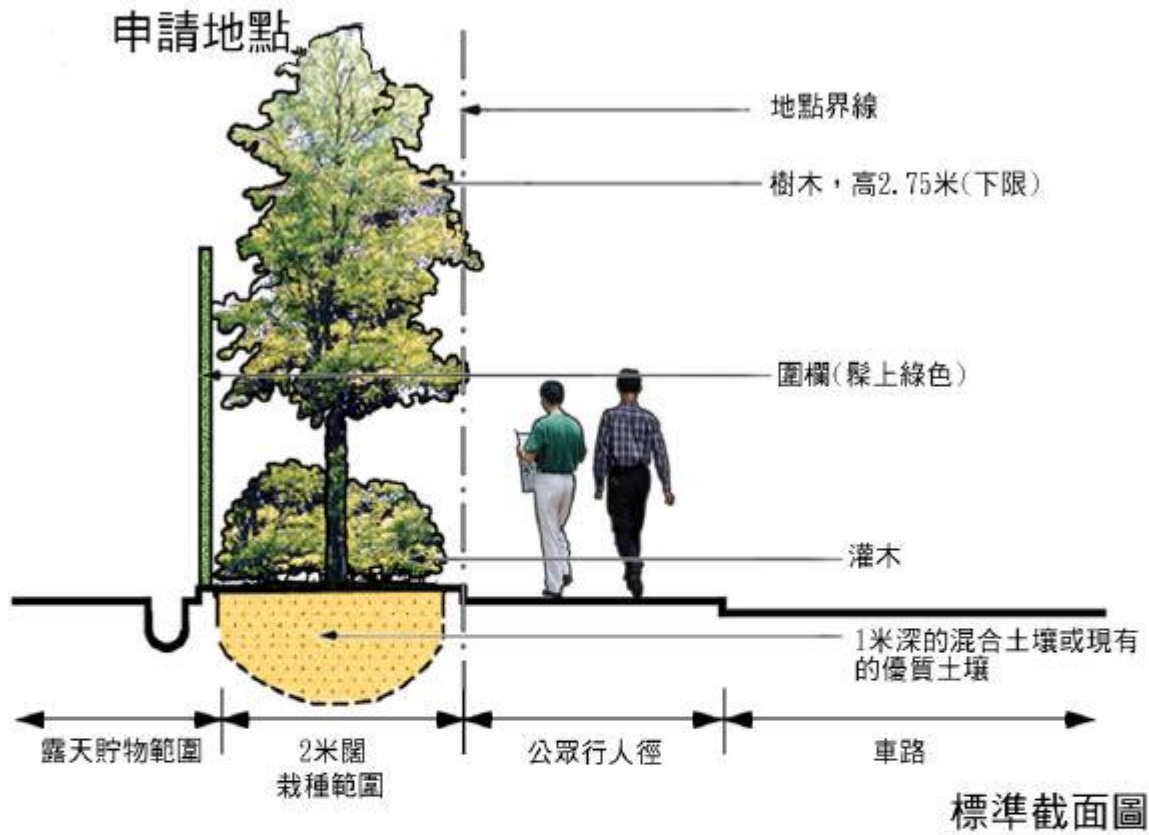 申請地點
地點界線
樹木，高2.75米(下限)
圍欄(髹上綠色)
灌木
1米深的混合土壤或現有
的優質土壤
露天貯物範圍
2米闊
栽種範圍
公眾行人徑
車路
標準截面圖